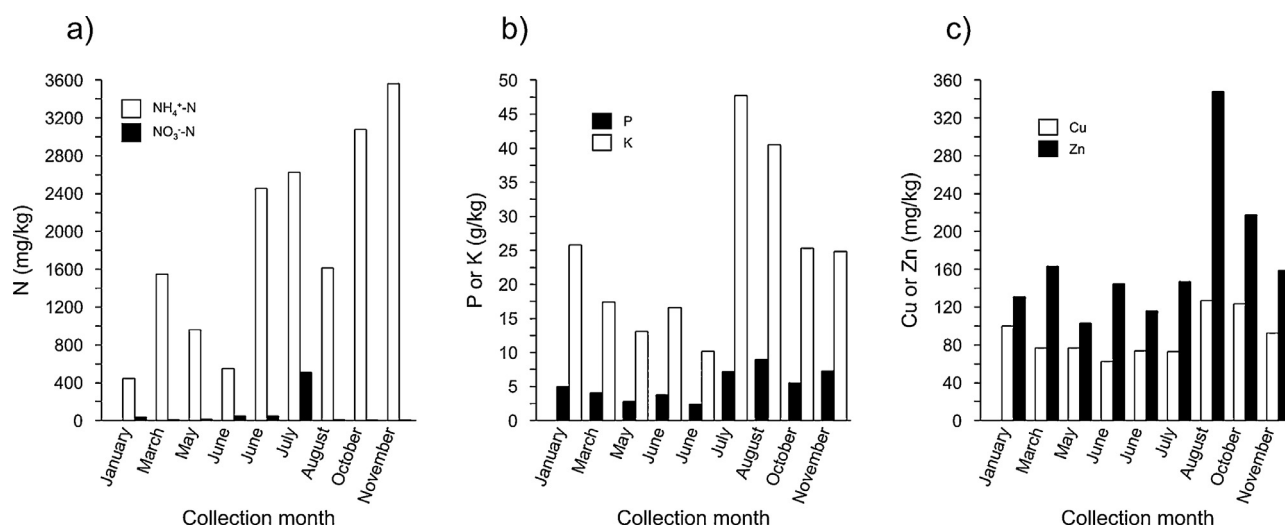 a)
N (mg/kg)
3600
3200
2800
2400
2000
1600
1200
800
400
0
NH₄⁺-N
NO₃⁻-N
January
March
May
June
June
July
August
October
November
Collection month
b)
P or K (g/kg)
50
45
40
35
30
25
20
15
10
5
0
P
K
January
March
May
June
June
July
August
October
November
Collection month
c)
Cu or Zn (mg/kg)
360
320
280
240
200
160
120
80
40
0
Cu
Zn
January
March
May
June
June
July
August
October
November
Collection month